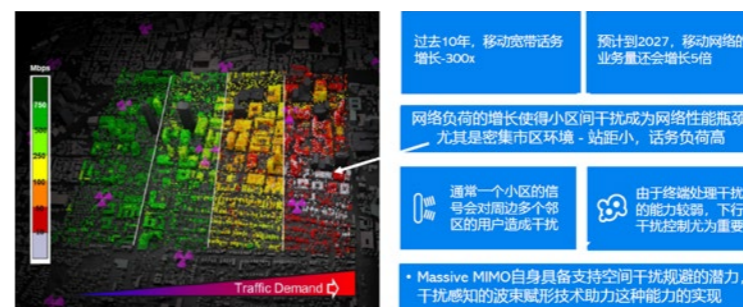 Mbps
750
500
250
100
50
Traffic Demand
过去10年，移动宽带话务
增长-300x
预计到2027，移动网络的
业务量还会增长5倍
网络负荷的增长使得小区间干扰成为网络性能瓶颈
尤其是密集市区环境 - 站距小，话务负荷高
通常一个小区的信
号会对周边多个邻
区的用户造成干扰
由于终端处理干扰
的能力较弱，下行
干扰控制尤为重要
• Massive MIMO自身具备支持空间干扰规避的潜力，
干扰感知的波束赋形技术助力这种能力的实现